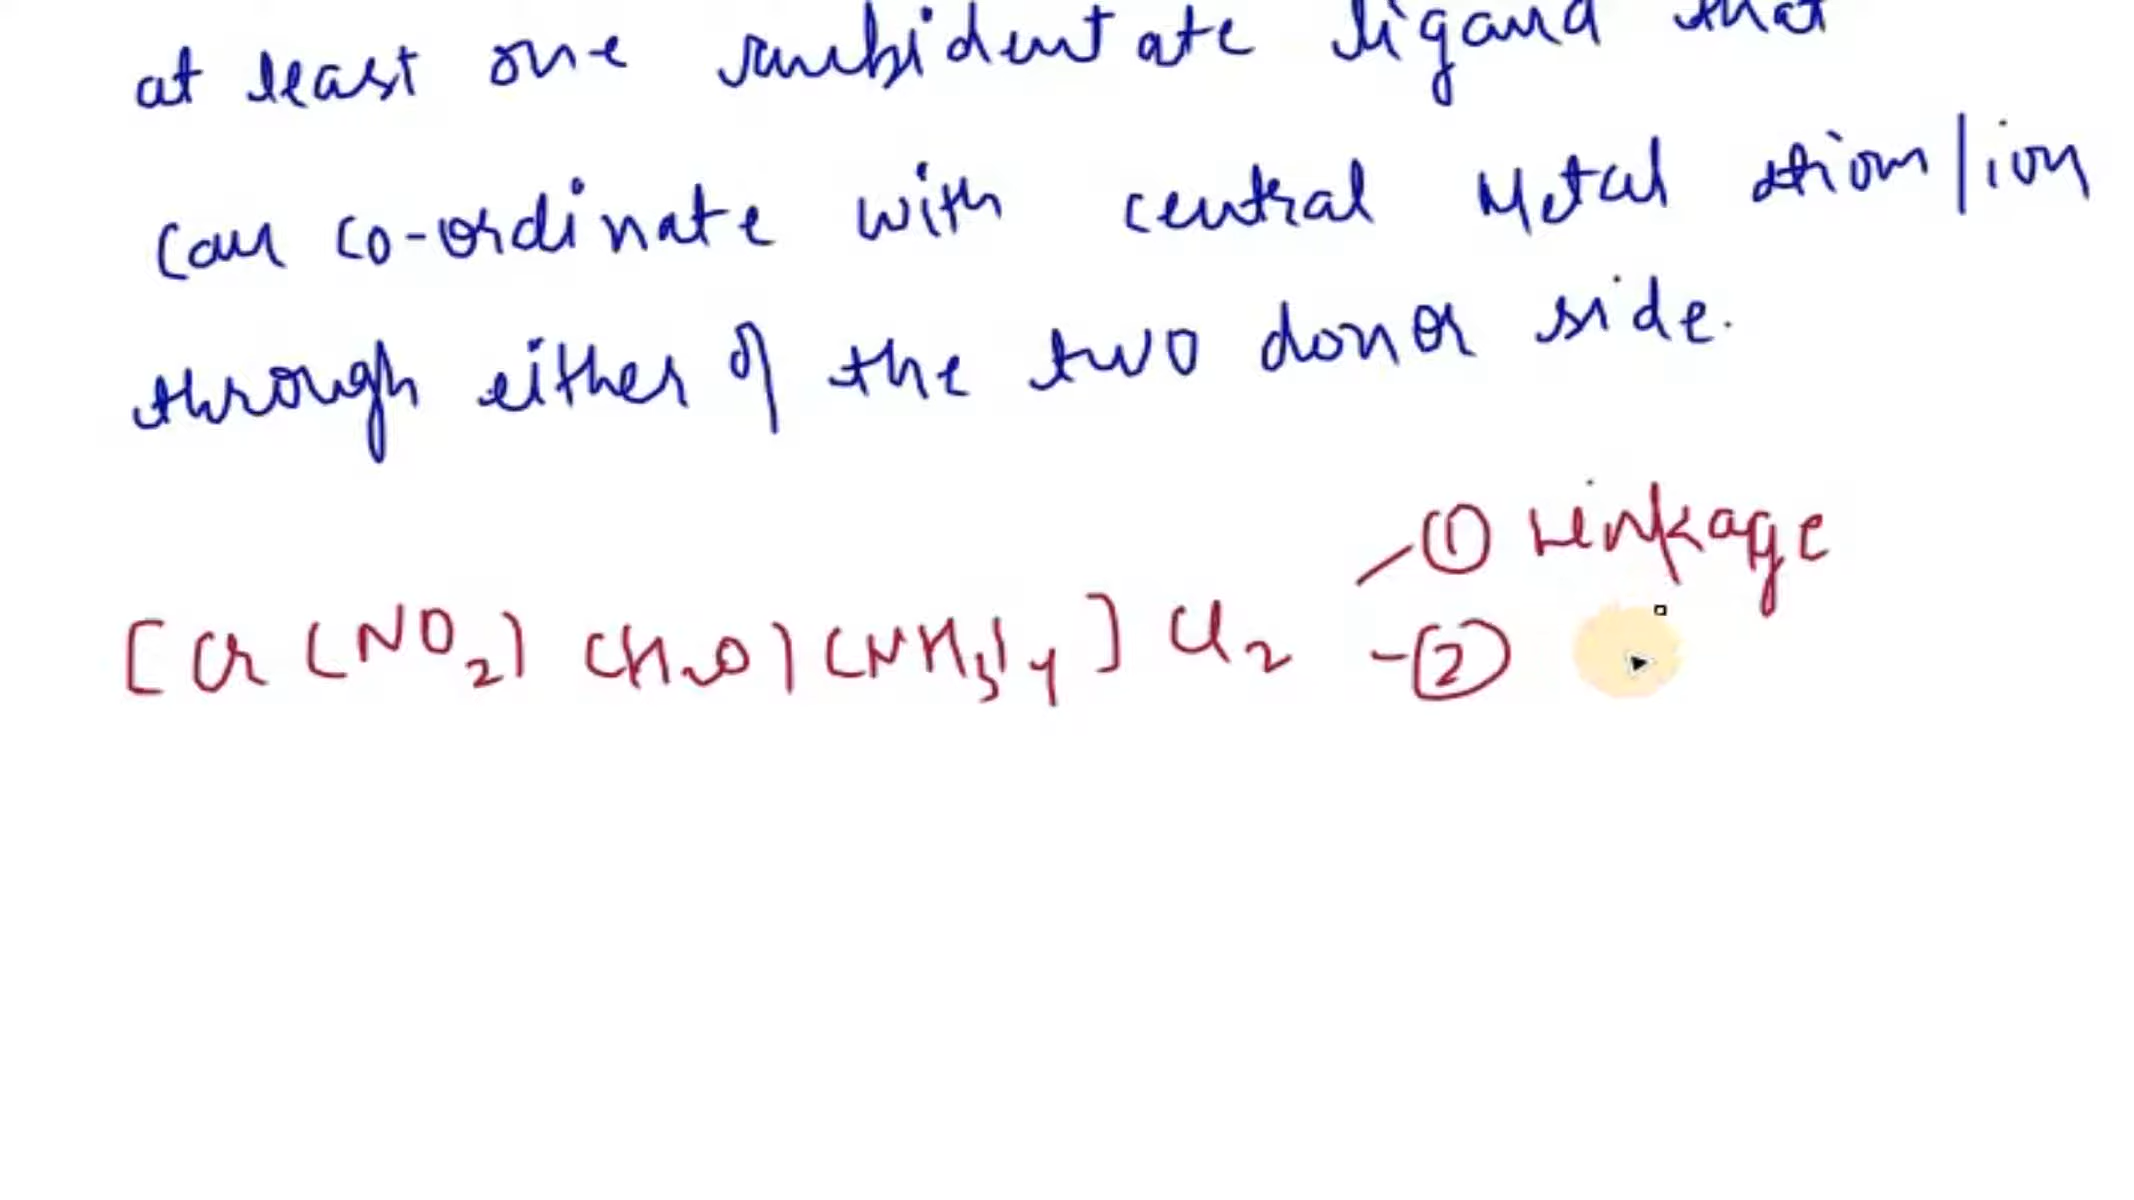 at least one ambidentate ligand that
can co-ordinate with central Metal atom/ion
through either of the two donor side.
① Linkage
[Cr (NO₂) (H₂O) (NH₃)₄] Cl₂
②